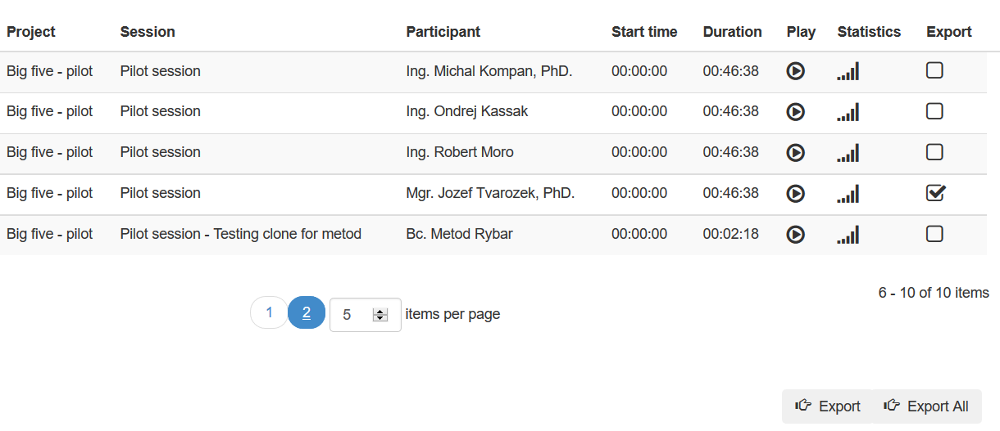 Project Session Participant Start time Duration Play Statistics Export
Big five - pilot Pilot session Ing. Michal Kompan, PhD. 00:00:00 00:46:38
Big five - pilot Pilot session Ing. Ondrej Kassak 00:00:00 00:46:38
Big five - pilot Pilot session Ing. Robert Moro 00:00:00 00:46:38
Big five - pilot Pilot session Mgr. Jozef Tvarozek, PhD. 00:00:00 00:46:38
Big five - pilot Pilot session - Testing clone for metod Bc. Metod Rybar 00:00:00 00:02:18
6 - 10 of 10 items
1 2 5 items per page
Export Export All